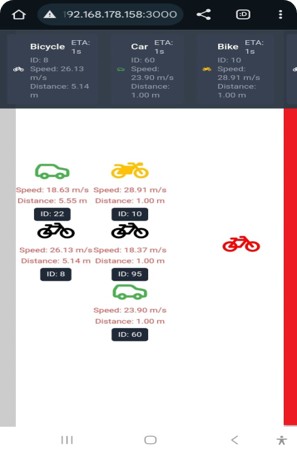 192.168.178.158:3000
Bicycle ETA: 1s
ID: 8
Speed: 26.13 m/s
Distance: 5.14 m
Car ETA: 1s
ID: 60
Speed: 23.90 m/s
Distance: 1.00 m
Bike ETA: 1s
ID: 10
Speed: 28.91 m/s
Distance: 1.00 m
Speed: 18.63 m/s
Distance: 5.55 m
ID: 22
Speed: 28.91 m/s
Distance: 1.00 m
ID: 10
Speed: 26.13 m/s
Distance: 5.14 m
ID: 8
Speed: 18.37 m/s
Distance: 1.00 m
ID: 95
Speed: 23.90 m/s
Distance: 1.00 m
ID: 60